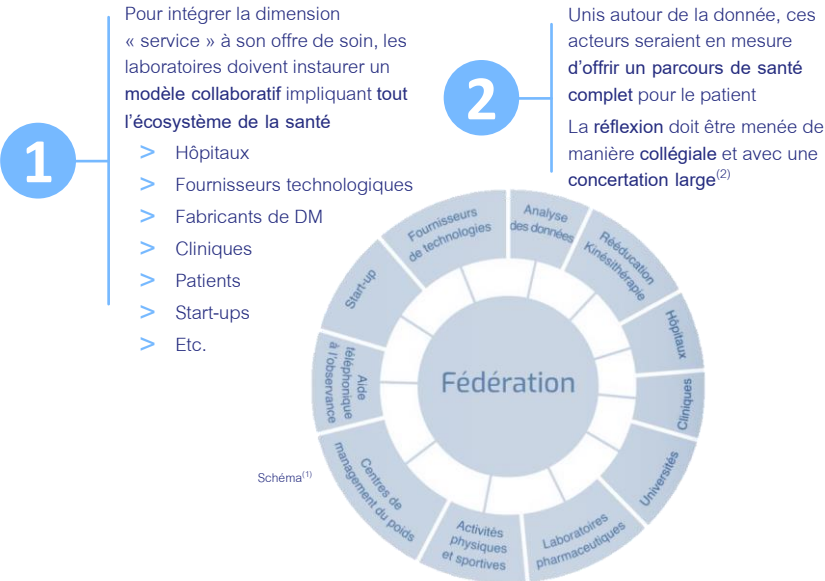 1
Pour intégrer la dimension
« service » à son offre de soin, les
laboratoires doivent instaurer un
modèle collaboratif impliquant tout
l'écosystème de la santé
> Hôpitaux
> Fournisseurs technologiques
> Fabricants de DM
> Cliniques
> Patients
> Start-ups
> Etc.
2
Unis autour de la donnée, ces
acteurs seraient en mesure
d'offrir un parcours de santé
complet pour le patient
La réflexion doit être menée de
manière collégiale et avec une
concertation large(2)
Fournisseurs
de technologies
Analyse
des données
Rééducation
Kinésithérapie
Hôpitaux
Cliniques
Universités
Laboratoires
pharmaceutiques
Activités
physiques
et sportives
Centres de
management du poids
Aide
téléphonique
à l'observance
Start-up
Fédération
Schéma(1)